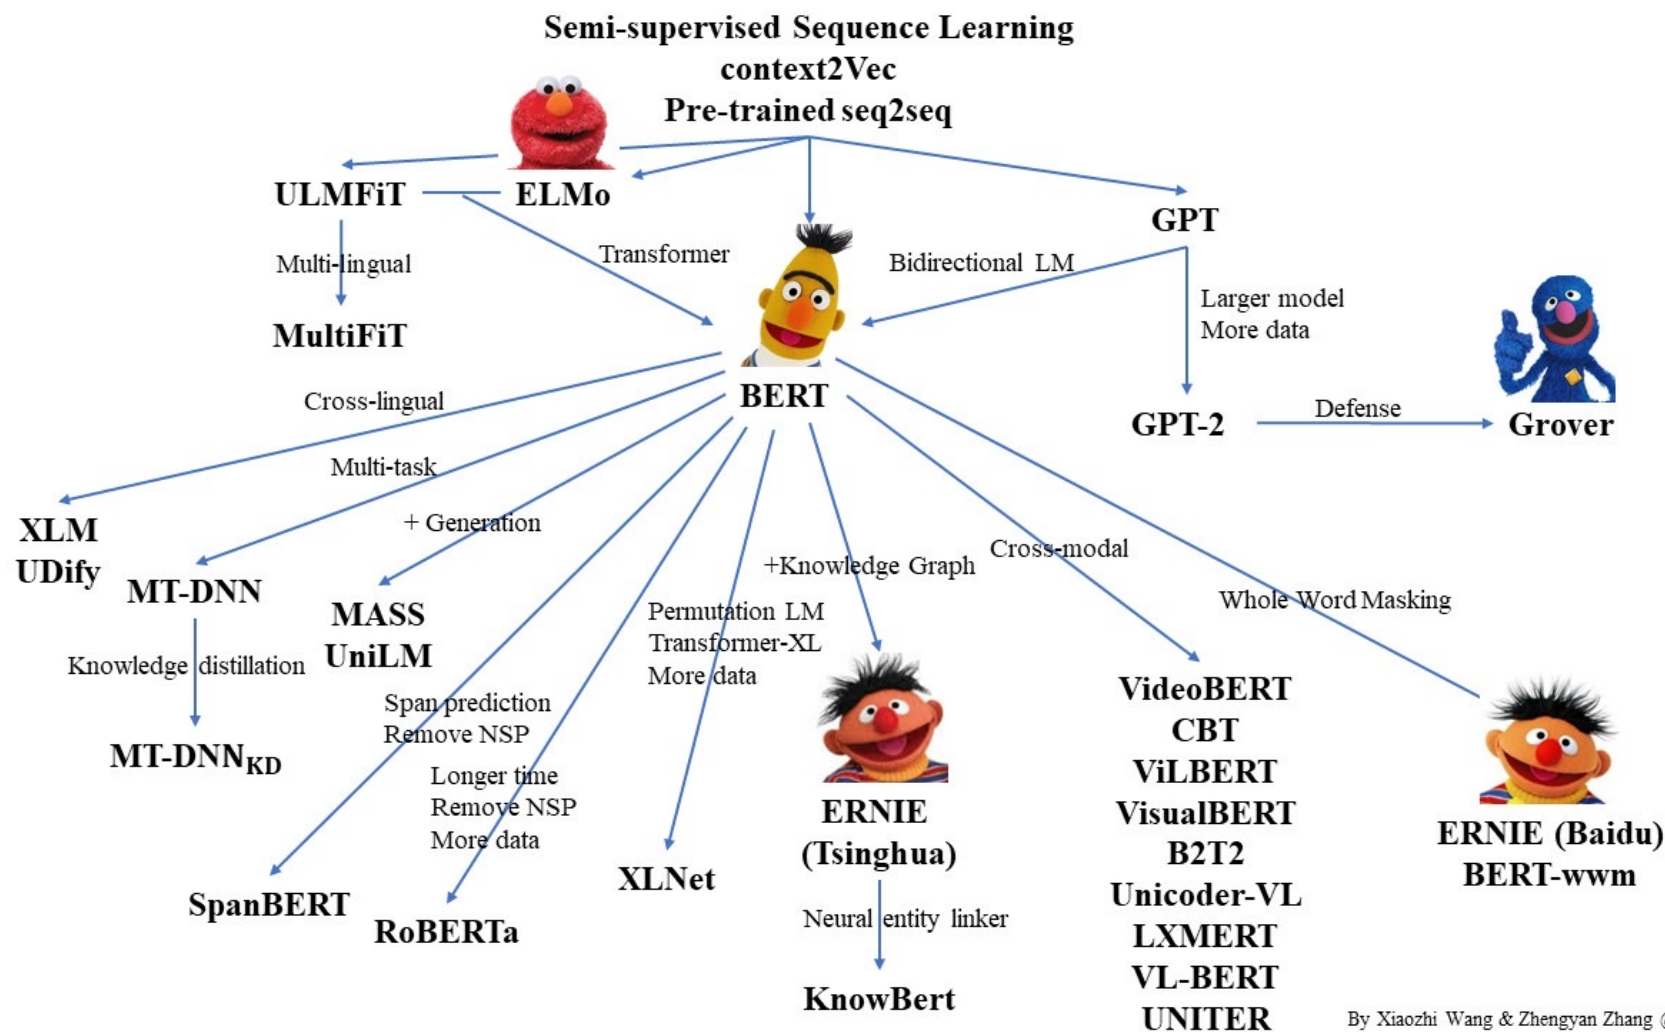 Semi-supervised Sequence Learning
context2Vec
Pre-trained seq2seq
ULMFiT
ELMo
GPT
Multi-lingual
Transformer
Bidirectional LM
Larger model
More data
MultiFiT
BERT
GPT-2
Defense
Grover
Cross-lingual
Multi-task
+ Generation
+Knowledge Graph
Cross-modal
Whole Word Masking
XLM
UDify
MT-DNN
MASS
UniLM
Permutation LM
Transformer-XL
More data
Knowledge distillation
Span prediction
Remove NSP
MT-DNNKD
Longer time
Remove NSP
More data
SpanBERT
RoBERTa
XLNet
ERNIE
(Tsinghua)
Neural entity linker
KnowBert
VideoBERT
CBT
ViLBERT
VisualBERT
B2T2
Unicoder-VL
LXMERT
VL-BERT
UNITER
ERNIE (Baidu)
BERT-wwm
By Xiaozhi Wang & Zhengyan Zhang @